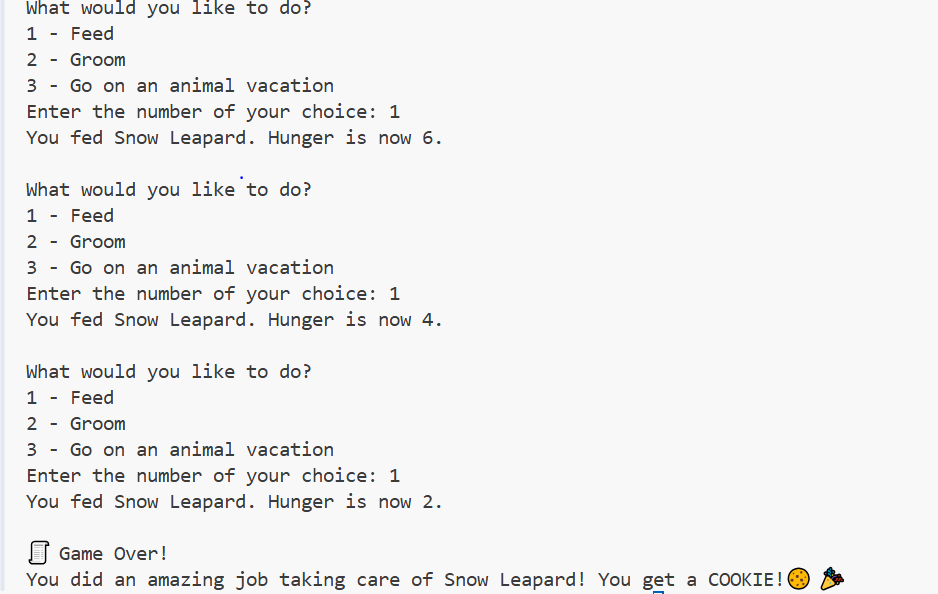 What would you like to do?
1 - Feed
2 - Groom
3 - Go on an animal vacation
Enter the number of your choice: 1
You fed Snow Leapard. Hunger is now 6.
What would you like to do?
1 - Feed
2 - Groom
3 - Go on an animal vacation
Enter the number of your choice: 1
You fed Snow Leapard. Hunger is now 4.
What would you like to do?
1 - Feed
2 - Groom
3 - Go on an animal vacation
Enter the number of your choice: 1
You fed Snow Leapard. Hunger is now 2.
📜 Game Over!
You did an amazing job taking care of Snow Leapard! You get a COOKIE!🍪 🎉